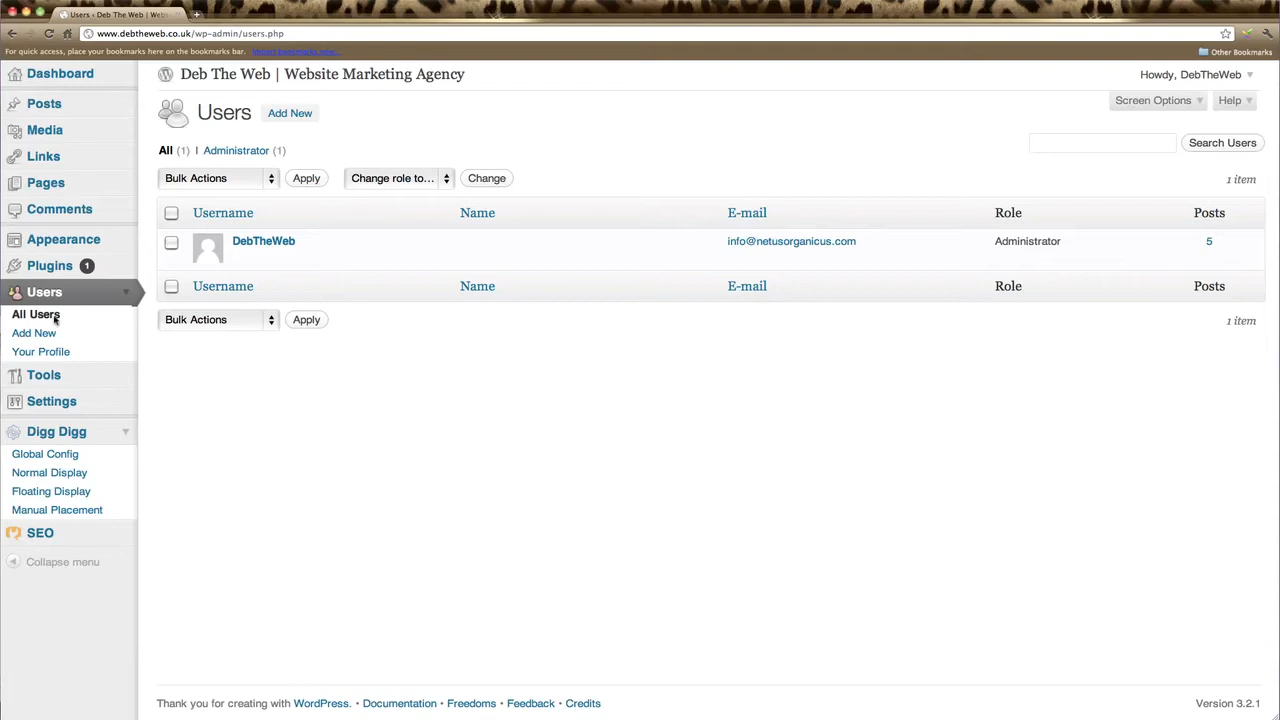 Users ‹ Deb The Web | Webs
www.debtheweb.co.uk/wp-admin/users.php
For quick access, place your bookmarks here on the bookmarks bar. Import bookmarks now...
Other Bookmarks
Dashboard
Posts
Media
Links
Pages
Comments
Appearance
Plugins 1
Users
All Users
Add New
Your Profile
Tools
Settings
Digg Digg
Global Config
Normal Display
Floating Display
Manual Placement
SEO
Collapse menu
Deb The Web | Website Marketing Agency
Howdy, DebTheWeb
Screen Options
Help
Users Add New
All (1) | Administrator (1)
Search Users
Bulk Actions Apply Change role to... Change
1 item
Username Name E-mail Role Posts
DebTheWeb info@netusorganicus.com Administrator 5
Username Name E-mail Role Posts
Bulk Actions Apply
1 item
Thank you for creating with WordPress. • Documentation • Freedoms • Feedback • Credits
Version 3.2.1